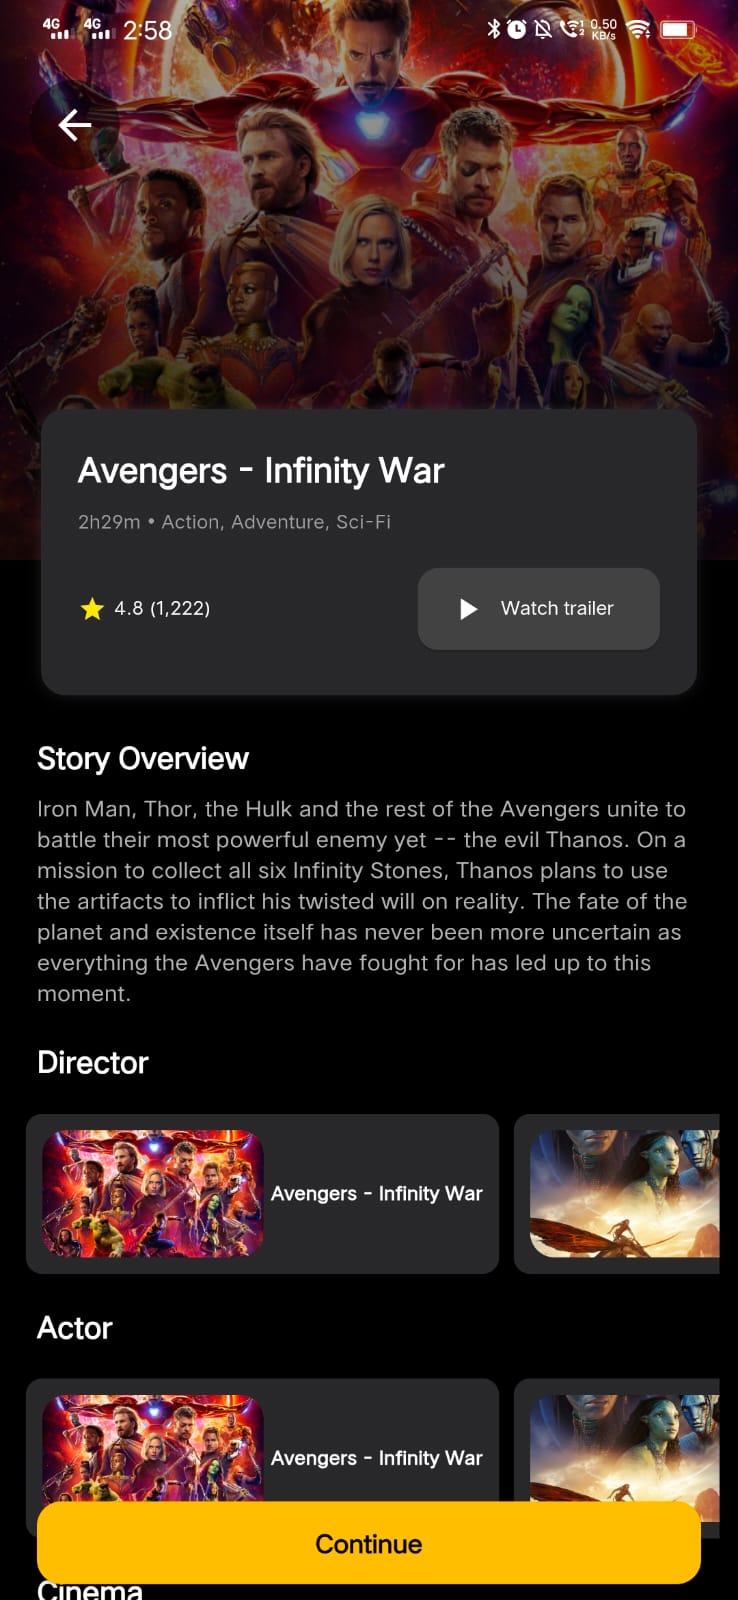 4G 4G 2:58 0.50 KB/s
Avengers - Infinity War
2h29m • Action, Adventure, Sci-Fi
4.8 (1,222)
Watch trailer
Story Overview
Iron Man, Thor, the Hulk and the rest of the Avengers unite to
battle their most powerful enemy yet -- the evil Thanos. On a
mission to collect all six Infinity Stones, Thanos plans to use
the artifacts to inflict his twisted will on reality. The fate of the
planet and existence itself has never been more uncertain as
everything the Avengers have fought for has led up to this
moment.
Director
Avengers - Infinity War
Actor
Avengers - Infinity War
Continue
Cinema